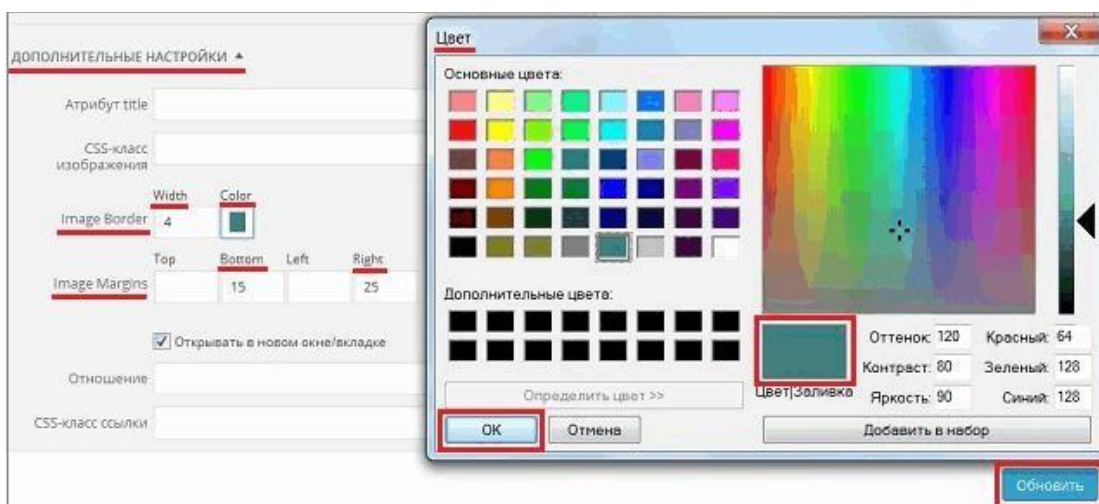 ДОПОЛНИТЕЛЬНЫЕ НАСТРОЙКИ ▲
Атрибут title
CSS-класс
изображения
Width Color
Image Border 4
Top Bottom Left Right
Image Margins 15 25
Открывать в новом окне/вкладке
Отношение
CSS-класс ссылки
Цвет
Основные цвета:
Дополнительные цвета:
Определить цвет >>
OK Отмена
Цвет|Заливка
Оттенок: 120 Красный: 64
Контраст: 80 Зеленый: 128
Яркость: 90 Синий: 128
Добавить в набор
Обновить